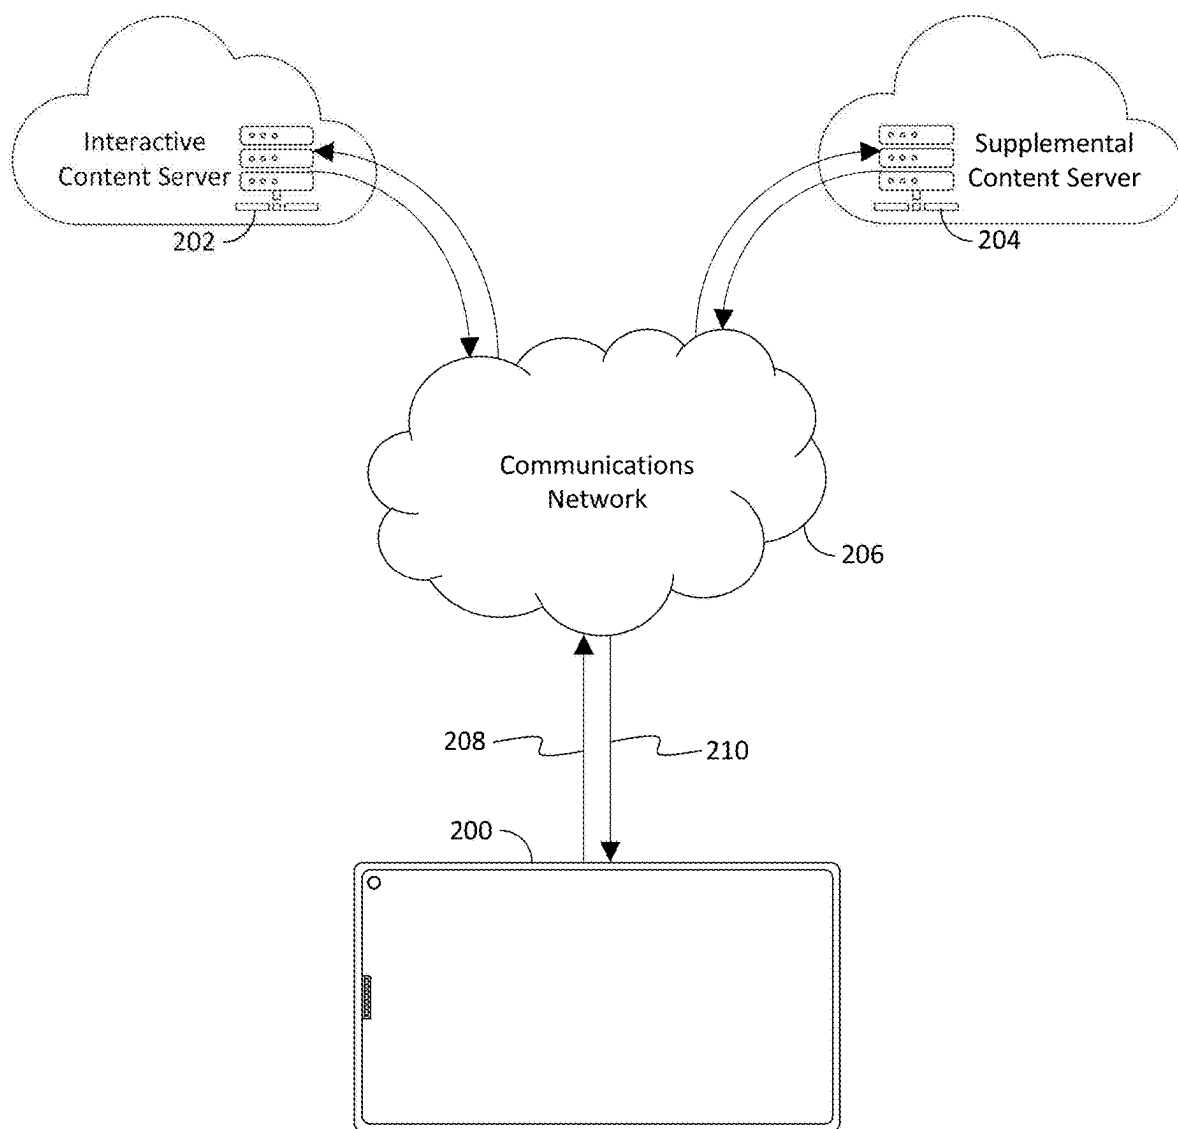 Interactive
Content Server
202
Supplemental
Content Server
204
Communications
Network
206
208
210
200